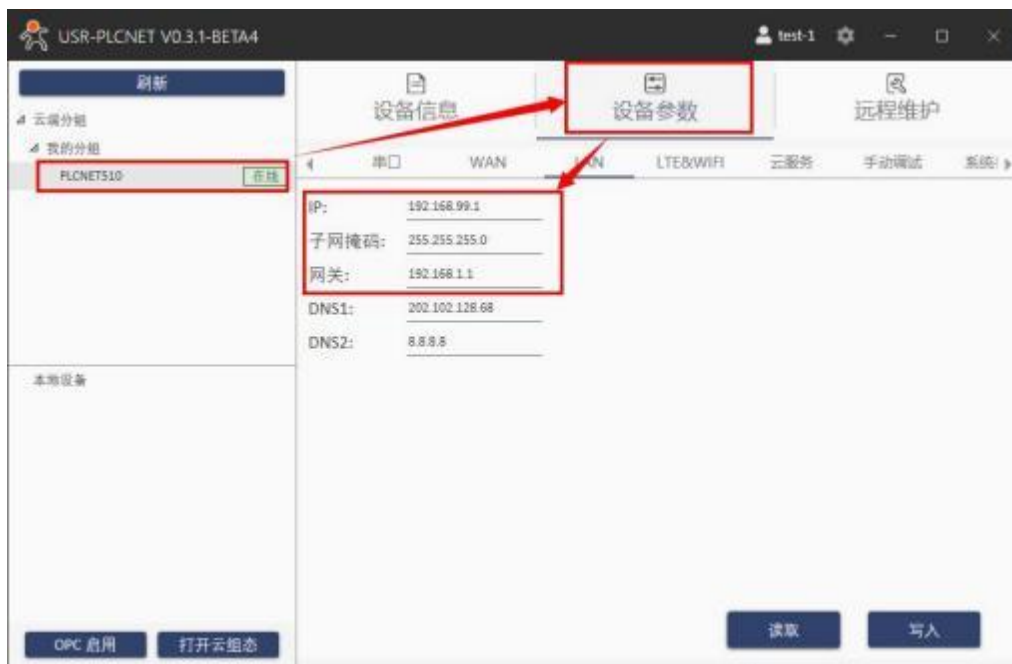 USR-PLCNET V0.3.1-BETA4
test-1
刷新
云端分组
我的分组
PLCNET510 在线
本地设备
OPC 启用
打开云组态
设备信息
设备参数
远程维护
串口 WAN LAN LTE&WIFI 云服务 手动调试 系统
IP: 192.168.99.1
子网掩码: 255.255.255.0
网关: 192.168.1.1
DNS1: 202.102.128.68
DNS2: 8.8.8.8
读取
写入